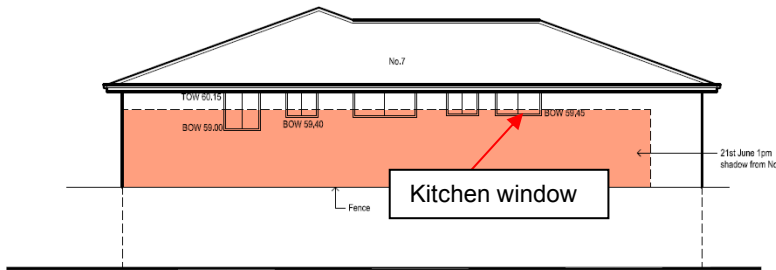 No.7
TOW 60.15
BOW 59.00
BOW 59.40
BOW 59.45
21st June 1pm
shadow from No
Kitchen window
Fence